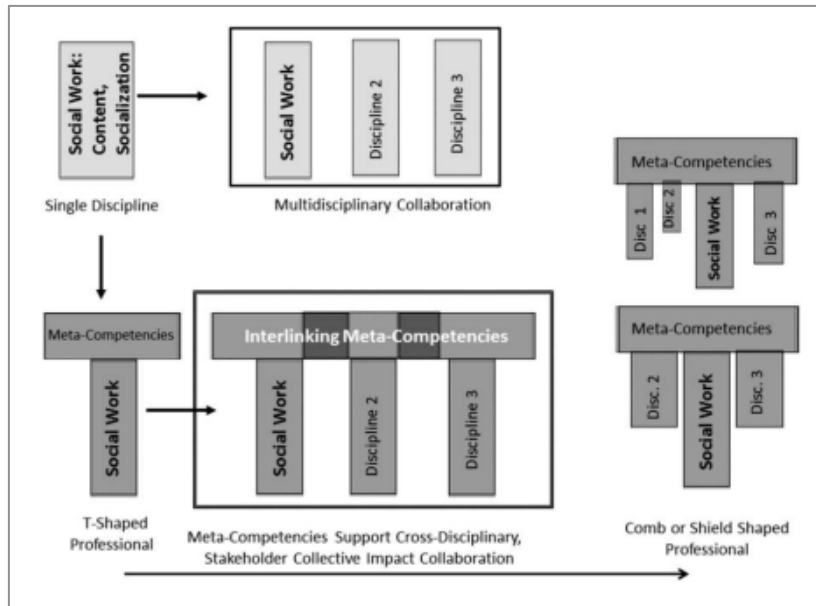 Social Work:
Content,
Socialization
Social Work
Discipline 2
Discipline 3
Single Discipline
Multidisciplinary Collaboration
Meta-Competencies
Social Work
T-Shaped
Professional
Interlinking Meta-Competencies
Social Work
Discipline 2
Discipline 3
Meta-Competencies Support Cross-Disciplinary,
Stakeholder Collective Impact Collaboration
Meta-Competencies
Disc 1
Disc 2
Social Work
Disc 3
Meta-Competencies
Disc. 2
Social Work
Disc. 3
Comb or Shield Shaped
Professional